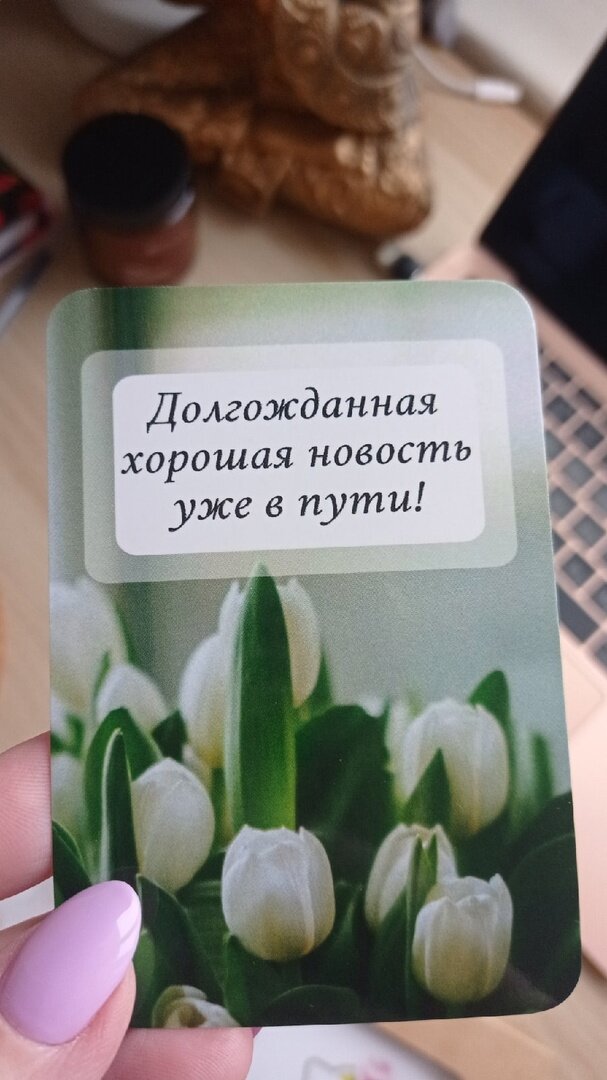 Долгожданная
хорошая новость
уже в пути!